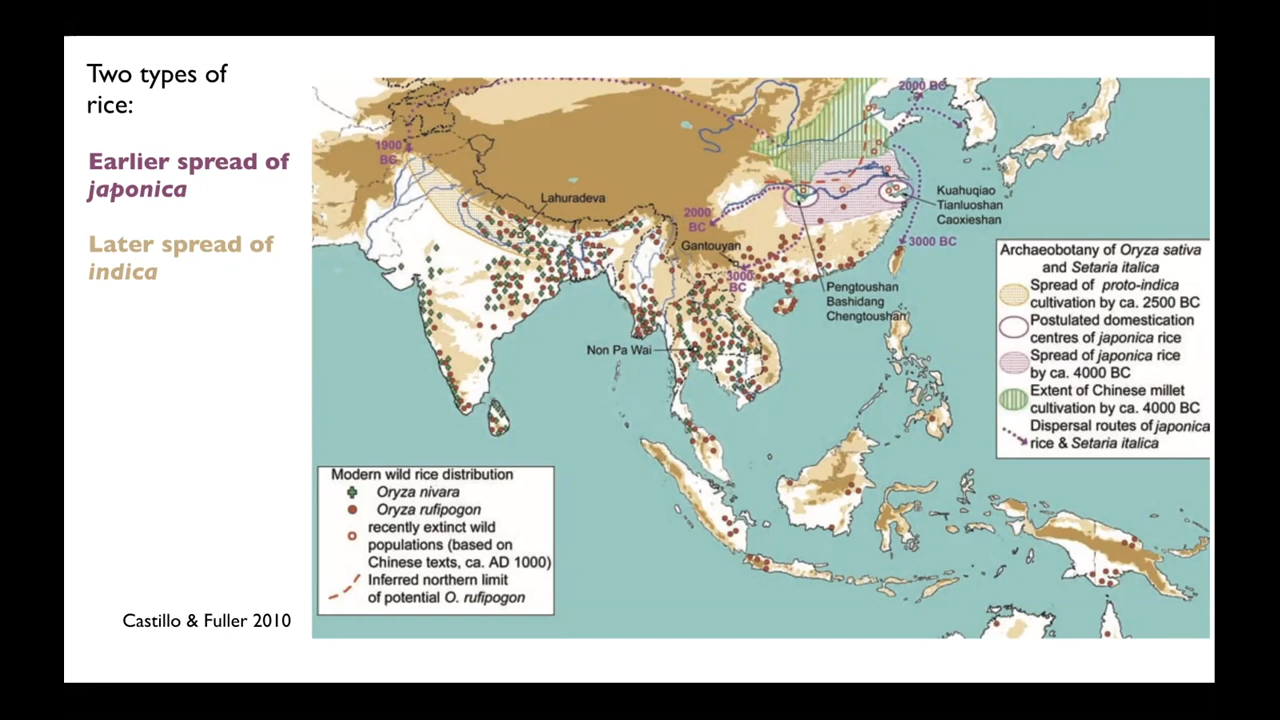 Two types of
rice:
Earlier spread of
japonica
Later spread of
indica
Castillo & Fuller 2010
2000 BC
1900
BC
Lahuradeva
2000
BC
Gantouyan
3000
BC
Kuahuqiao
Tianluoshan
Caoxieshan
3000 BC
Pengtoushan
Bashidang
Chengtoushan
Non Pa Wai
Archaeobotany of Oryza sativa
and Setaria italica
Spread of proto-indica
cultivation by ca. 2500 BC
Postulated domestication
centres of japonica rice
Spread of japonica rice
by ca. 4000 BC
Extent of Chinese millet
cultivation by ca. 4000 BC
Dispersal routes of japonica
rice & Setaria italica
Modern wild rice distribution
Oryza nivara
Oryza rufipogon
recently extinct wild
populations (based on
Chinese texts, ca. AD 1000)
Inferred northern limit
of potential O. rufipogon